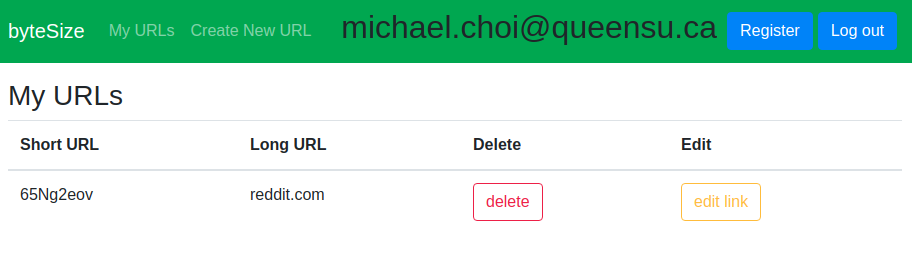 byteSize My URLs Create New URL michael.choi@queensu.ca Register Log out
My URLs
Short URL Long URL Delete Edit
65Ng2eov reddit.com delete edit link